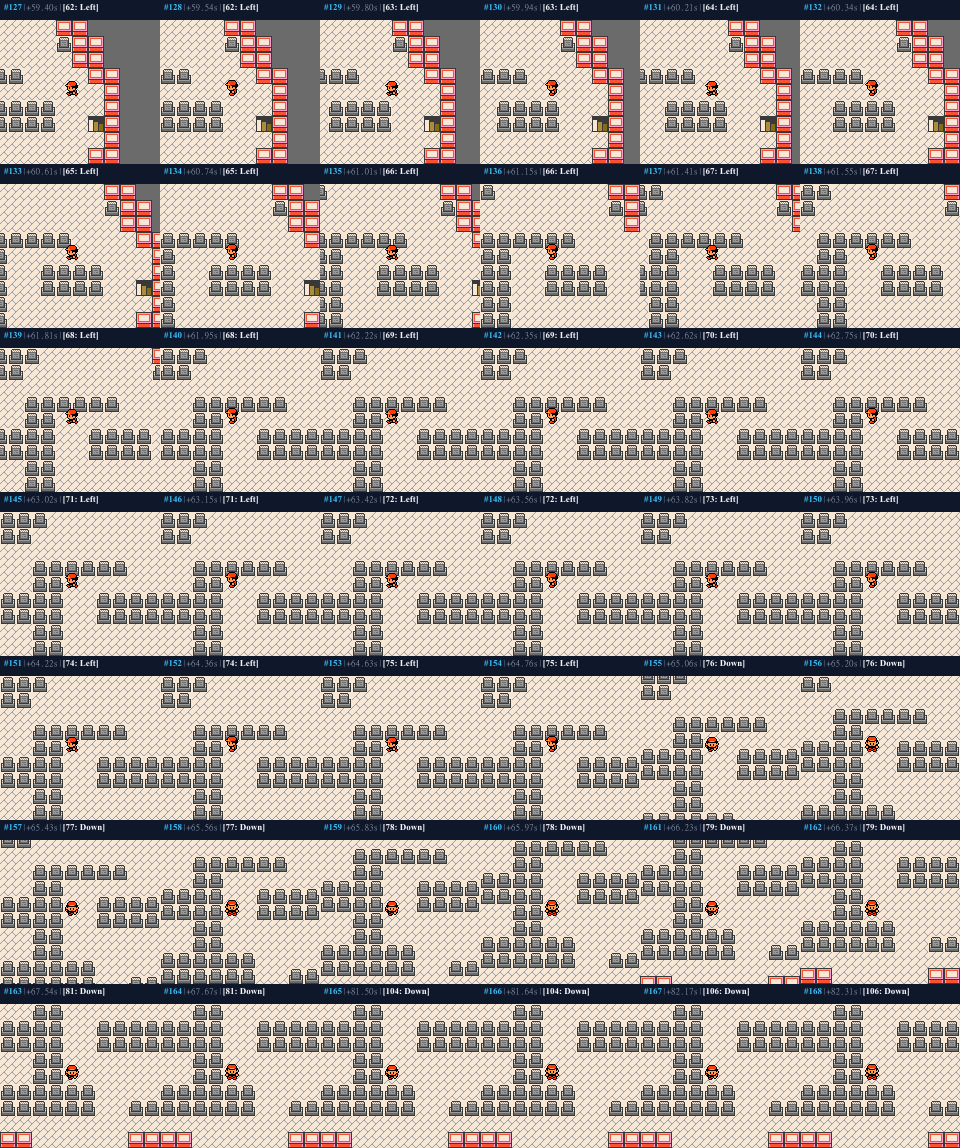 #127 | +59.40s | [62: Left] #128 | +59.54s | [62: Left] #129 | +59.80s | [63: Left] #130 | +59.94s | [63: Left] #131 | +60.21s | [64: Left] #132 | +60.34s | [64: Left]
#133 | +60.61s | [65: Left] #134 | +60.74s | [65: Left] #135 | +61.01s | [66: Left] #136 | +61.15s | [66: Left] #137 | +61.41s | [67: Left] #138 | +61.55s | [67: Left]
#139 | +61.81s | [68: Left] #140 | +61.95s | [68: Left] #141 | +62.22s | [69: Left] #142 | +62.35s | [69: Left] #143 | +62.62s | [70: Left] #144 | +62.75s | [70: Left]
#145 | +63.02s | [71: Left] #146 | +63.15s | [71: Left] #147 | +63.42s | [72: Left] #148 | +63.56s | [72: Left] #149 | +63.82s | [73: Left] #150 | +63.96s | [73: Left]
#151 | +64.22s | [74: Left] #152 | +64.36s | [74: Left] #153 | +64.63s | [75: Left] #154 | +64.76s | [75: Left] #155 | +65.06s | [76: Down] #156 | +65.20s | [76: Down]
#157 | +65.43s | [77: Down] #158 | +65.56s | [77: Down] #159 | +65.83s | [78: Down] #160 | +65.97s | [78: Down] #161 | +66.23s | [79: Down] #162 | +66.37s | [79: Down]
#163 | +67.54s | [81: Down] #164 | +67.67s | [81: Down] #165 | +81.50s | [104: Down] #166 | +81.64s | [104: Down] #167 | +82.17s | [106: Down] #168 | +82.31s | [106: Down]